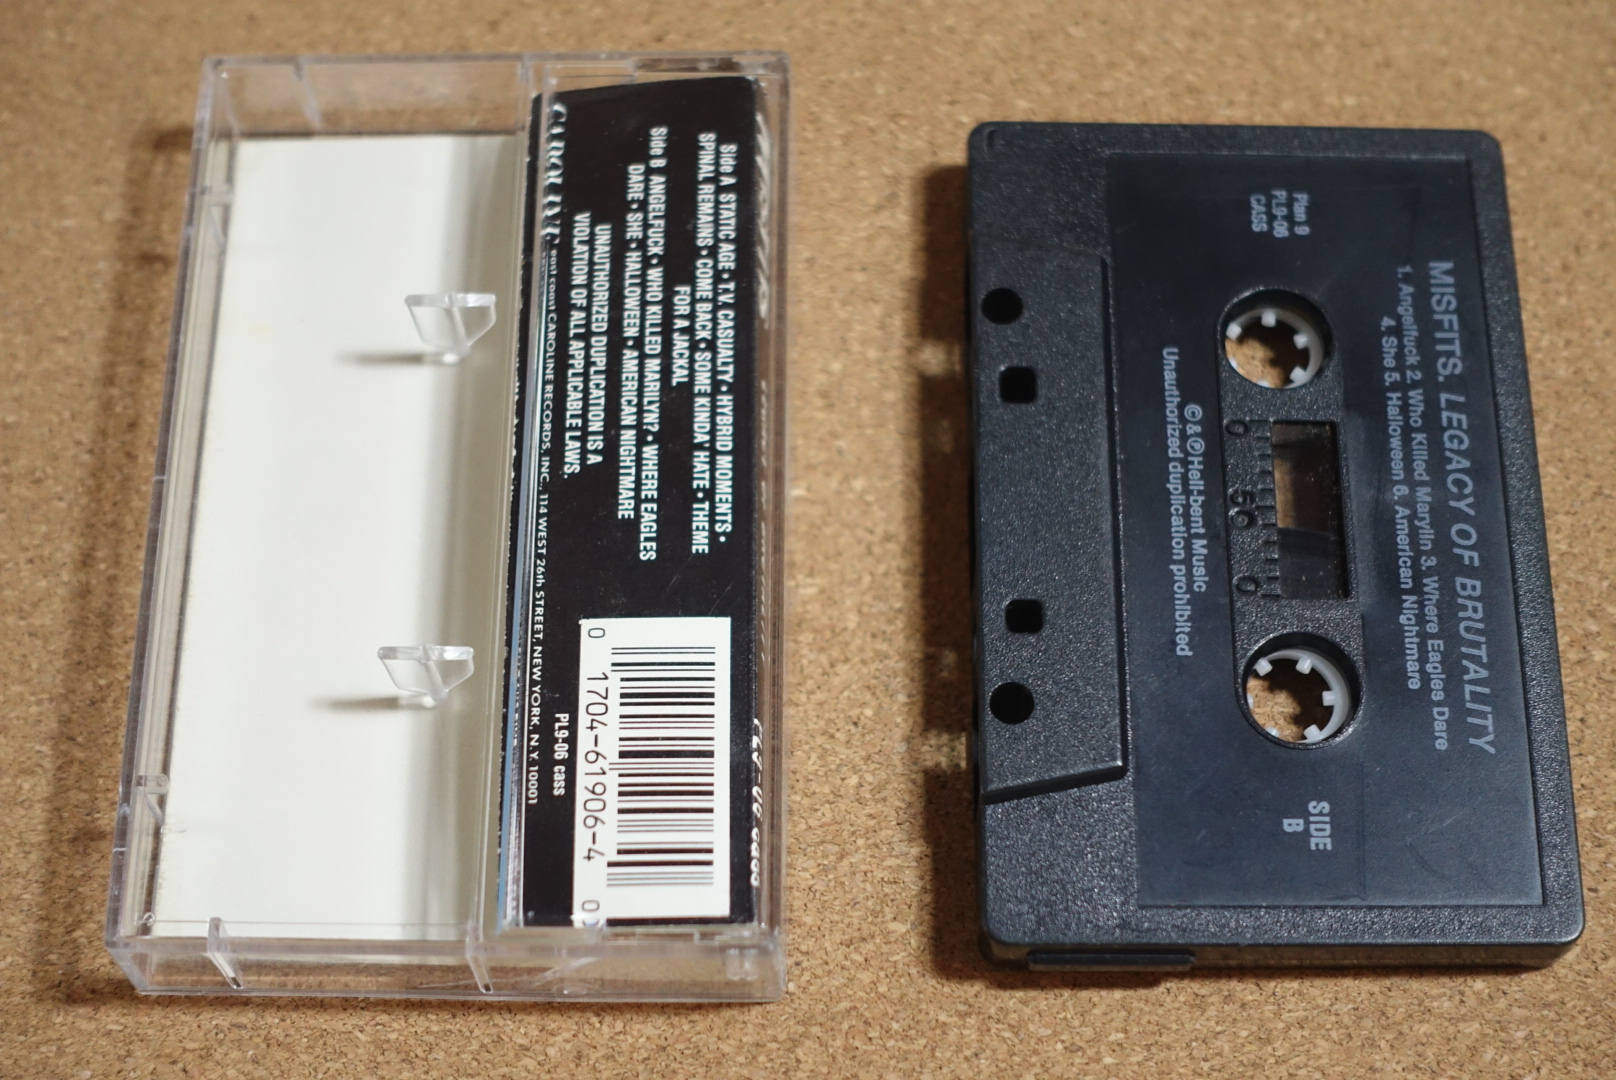 Side A STATIC AGE • T.V. CASUALTY • HYBRID MOMENTS •
SPINAL REMAINS • COME BACK • SOME KINDA' HATE • THEME
FOR A JACKAL
Side B ANGELFUCK • WHO KILLED MARILYN? • WHERE EAGLES
DARE • SHE • HALLOWEEN • AMERICAN NIGHTMARE
UNAUTHORIZED DUPLICATION IS A
VIOLATION OF ALL APPLICABLE LAWS.
CAROLINE RECORDS, INC., 114 WEST 26th STREET, NEW YORK, N.Y. 10001
PL9-06 cass
0 1704-61906-4 0
MISFITS. LEGACY OF BRUTALITY
1. Angelfuck 2. Who Killed Marylin 3. Where Eagles Dare
4. She 5. Halloween 6. American Nightmare
Plan 9
PL9-06
CASS
SIDE
B
0 50 0
©&℗Hell-bent Music
Unauthorized duplication prohibited